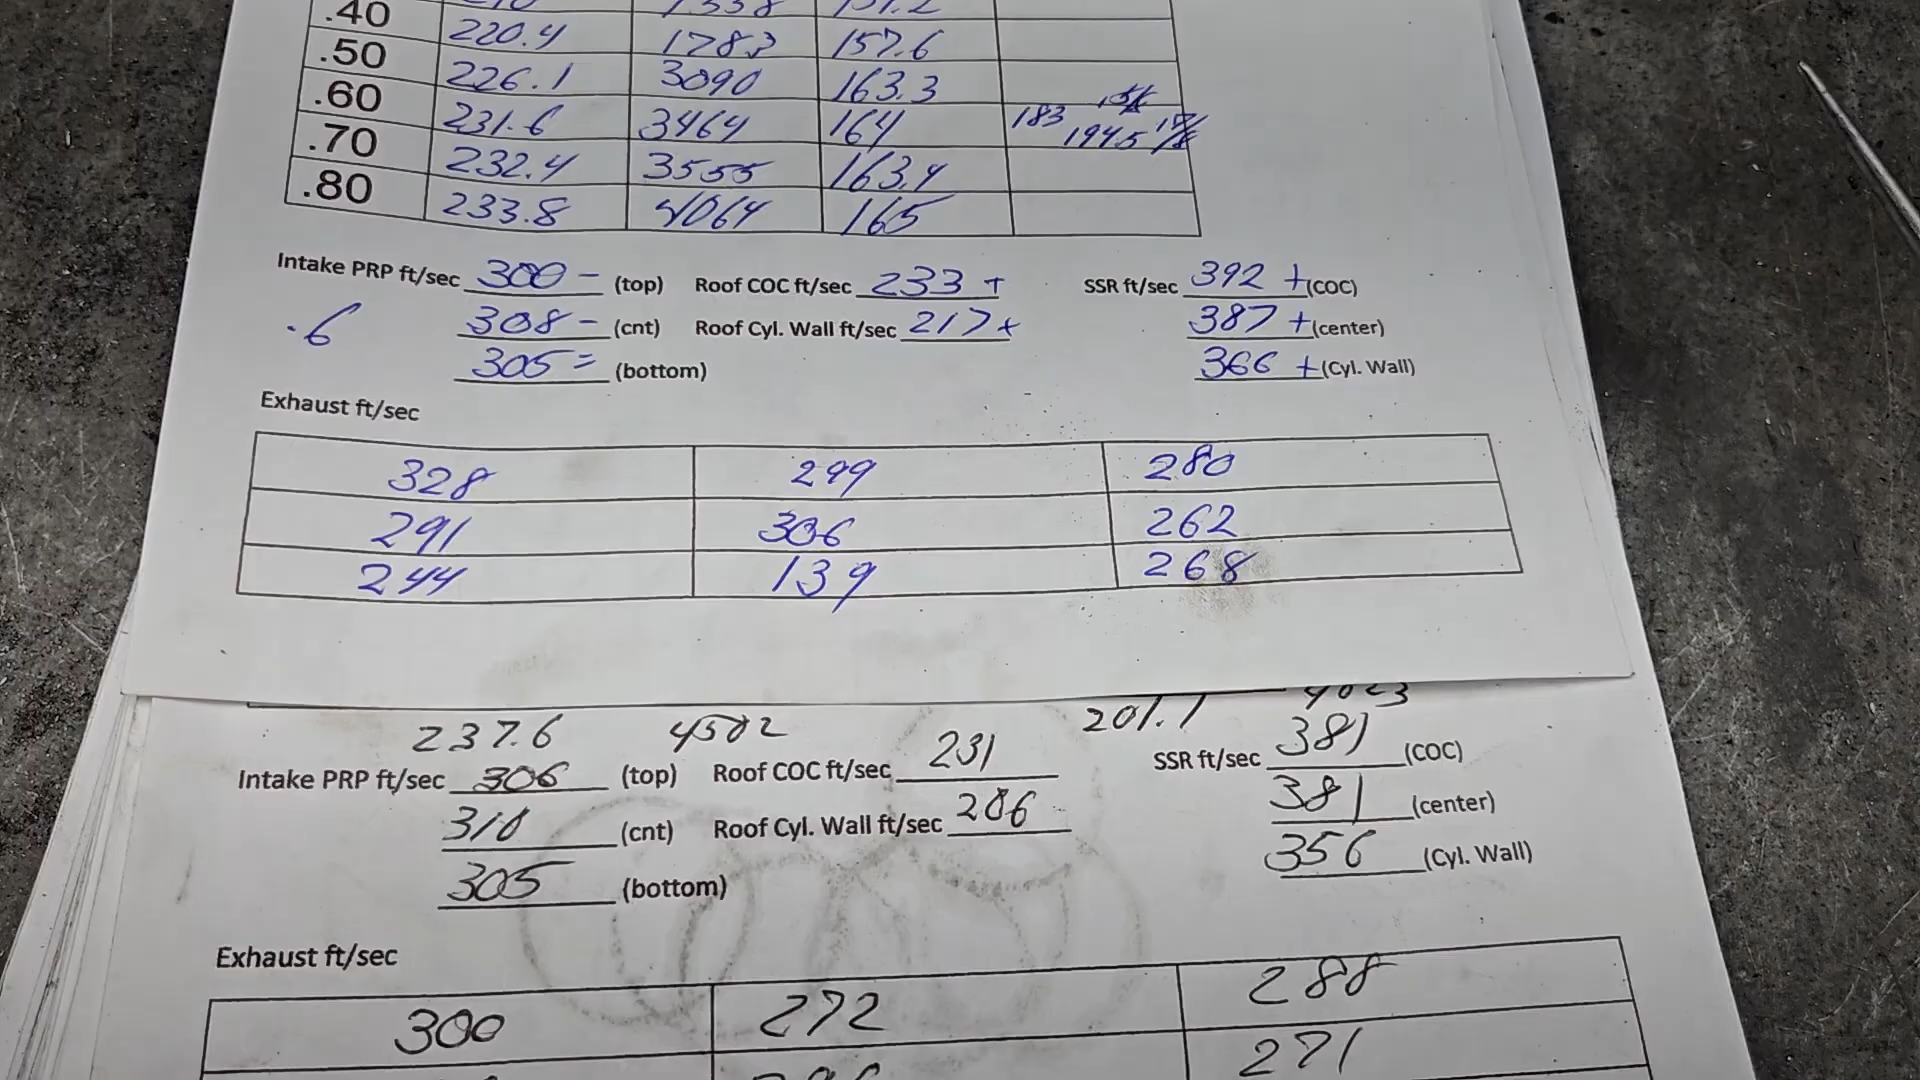 .40
220.4 1783 157.6
.50
226.1 3090 163.3
.60
231.6 3464 164 183 194.5
.70
232.4 3555 163.4
.80
233.8 4064 165
Intake PRP ft/sec 300 - (top) Roof COC ft/sec 233 + SSR ft/sec 392 + (COC)
.6 308 - (cnt) Roof Cyl. Wall ft/sec 217 + 387 + (center)
305 = (bottom) 366 + (Cyl. Wall)
Exhaust ft/sec
328 299 280
291 306 262
244 139 268
237.6 4502 201.1
Intake PRP ft/sec 306 (top) Roof COC ft/sec 231 SSR ft/sec 381 (COC)
310 (cnt) Roof Cyl. Wall ft/sec 206 381 (center)
305 (bottom) 356 (Cyl. Wall)
Exhaust ft/sec
300 272 288
271